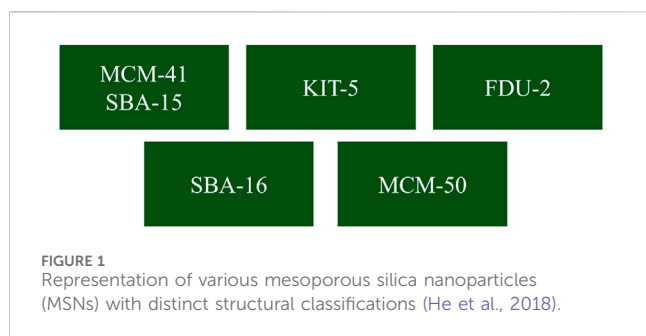 MCM-41
SBA-15
KIT-5
FDU-2
SBA-16
MCM-50
FIGURE 1
Representation of various mesoporous silica nanoparticles
(MSNs) with distinct structural classifications (He et al., 2018).